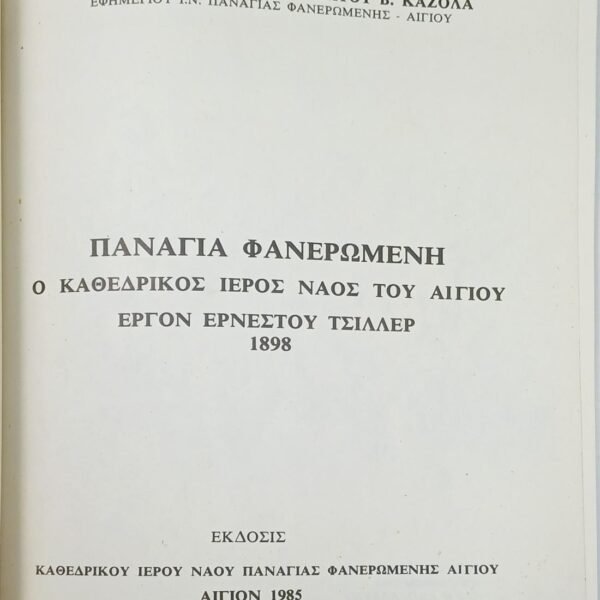 Β. ΚΑΖΟΛΑ
ΕΦΗΜΕΡΙΟΥ Ι.Ν. ΠΑΝΑΓΙΑΣ ΦΑΝΕΡΩΜΕΝΗΣ - ΑΙΓΙΟΥ
ΠΑΝΑΓΙΑ ΦΑΝΕΡΩΜΕΝΗ
Ο ΚΑΘΕΔΡΙΚΟΣ ΙΕΡΟΣ ΝΑΟΣ ΤΟΥ ΑΙΓΙΟΥ
ΕΡΓΟΝ ΕΡΝΕΣΤΟΥ ΤΣΙΛΛΕΡ
1898
ΕΚΔΟΣΙΣ
ΚΑΘΕΔΡΙΚΟΥ ΙΕΡΟΥ ΝΑΟΥ ΠΑΝΑΓΙΑΣ ΦΑΝΕΡΩΜΕΝΗΣ ΑΙΓΙΟΥ
ΑΙΓΙΟΝ 1985